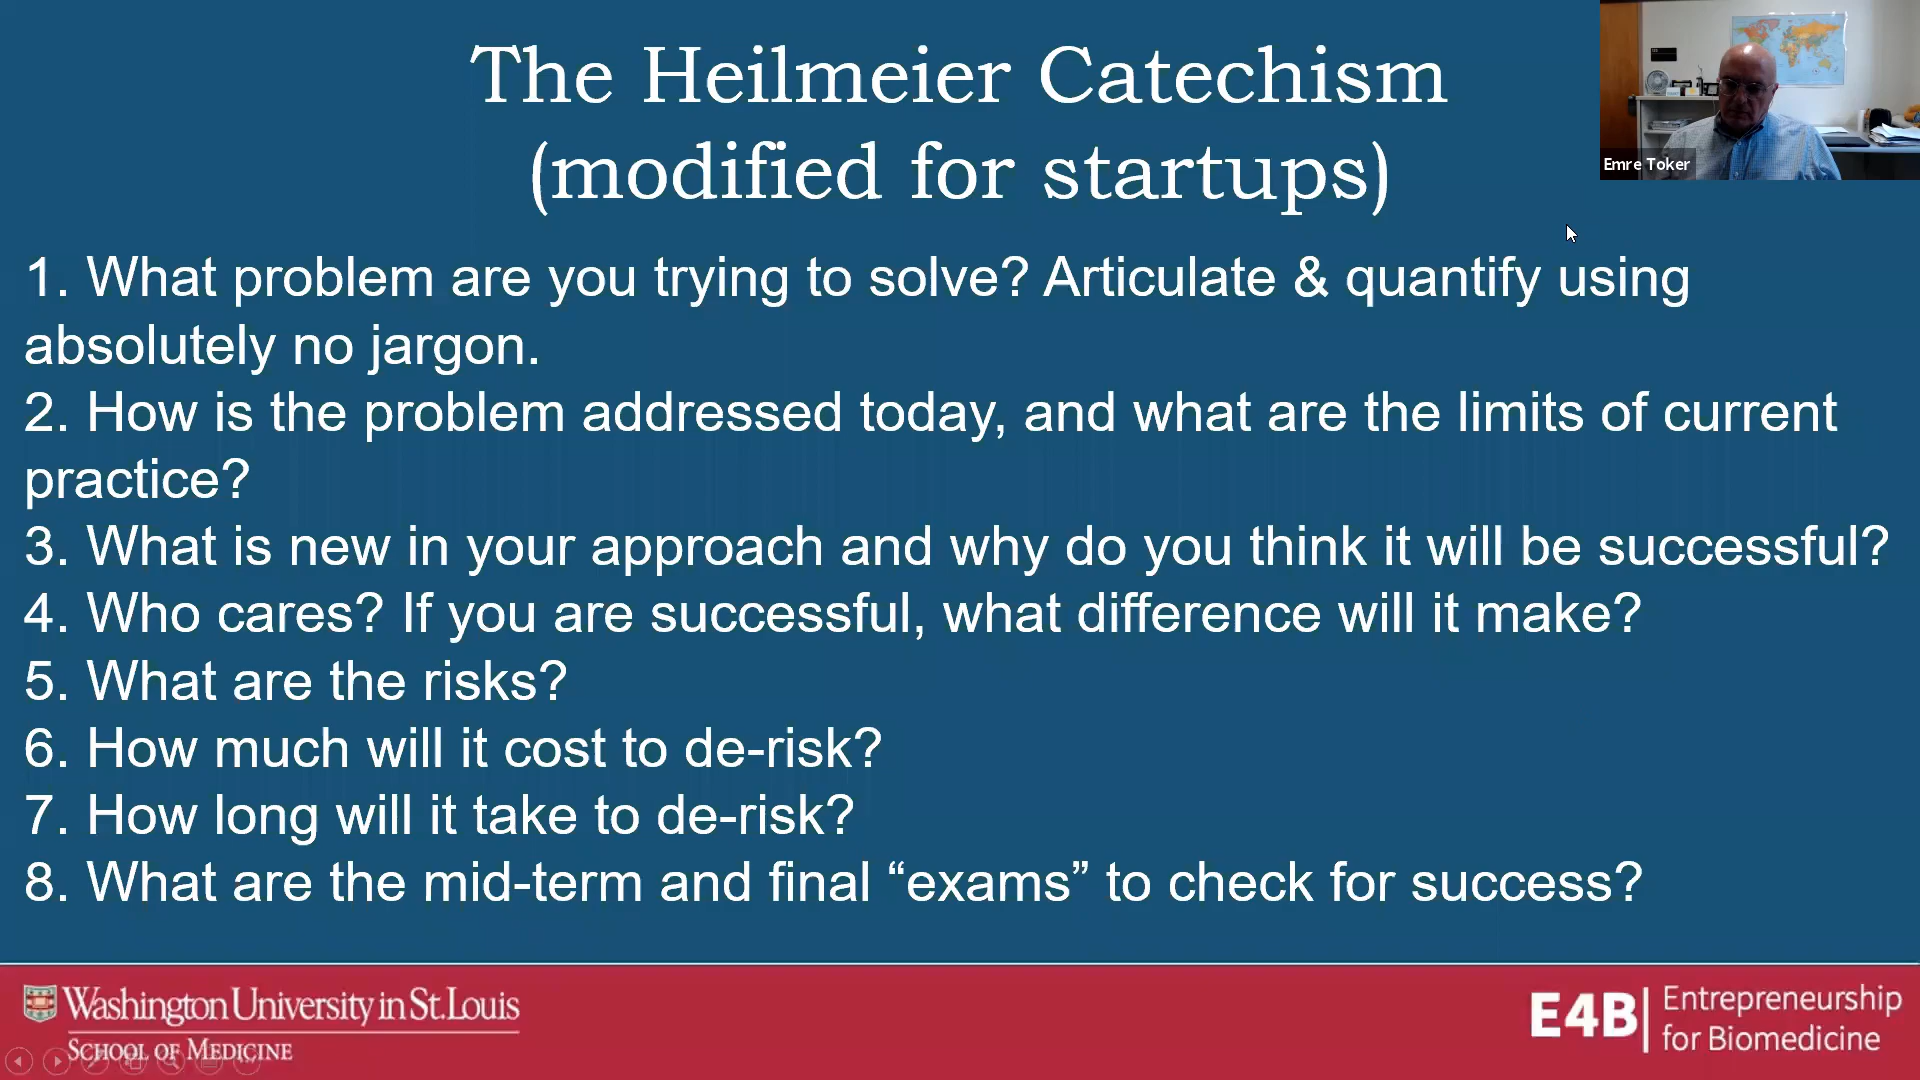 The Heilmeier Catechism
(modified for startups)
Emre Toker
1. What problem are you trying to solve? Articulate & quantify using
absolutely no jargon.
2. How is the problem addressed today, and what are the limits of current
practice?
3. What is new in your approach and why do you think it will be successful?
4. Who cares? If you are successful, what difference will it make?
5. What are the risks?
6. How much will it cost to de-risk?
7. How long will it take to de-risk?
8. What are the mid-term and final “exams” to check for success?
Washington University in St. Louis
SCHOOL OF MEDICINE
E4B
Entrepreneurship
for Biomedicine